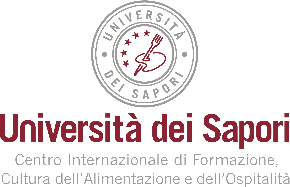 UNIVERSITÀ
DEI SAPORI
Università dei Sapori
Centro Internazionale di Formazione,
Cultura dell'Alimentazione e dell'Ospitalità